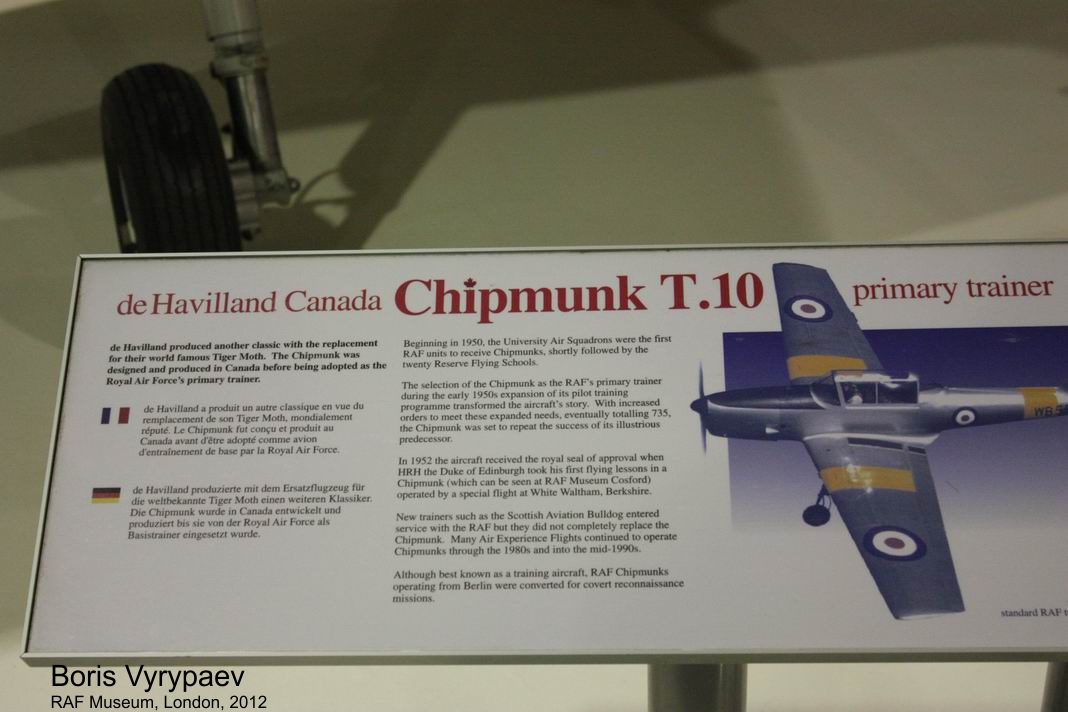 de Havilland Canada Chipmunk T.10 primary trainer
de Havilland produced another classic with the replacement
for their world famous Tiger Moth. The Chipmunk was
designed and produced in Canada before being adopted as the
Royal Air Force's primary trainer.
de Havilland a produit un autre classique en vue du
remplacement de son Tiger Moth, mondialement
réputé. Le Chipmunk fut conçu et produit au
Canada avant d'être adopté comme avion
d'entraînement de base par la Royal Air Force.
de Havilland produzierte mit dem Ersatzflugzeug für
die weltbekannte Tiger Moth einen weiteren Klassiker.
Die Chipmunk wurde in Canada entwickelt und
produziert bis sie von der Royal Air Force als
Basistrainer eingesetzt wurde.
Beginning in 1950, the University Air Squadrons were the first
RAF units to receive Chipmunks, shortly followed by the
twenty Reserve Flying Schools.
The selection of the Chipmunk as the RAF's primary trainer
during the early 1950s expansion of its pilot training
programme transformed the aircraft's story. With increased
orders to meet these expanded needs, eventually totalling 735,
the Chipmunk was set to repeat the success of its illustrious
predecessor.
In 1952 the aircraft received the royal seal of approval when
HRH the Duke of Edinburgh took his first flying lessons in a
Chipmunk (which can be seen at RAF Museum Cosford)
operated by a special flight at White Waltham, Berkshire.
New trainers such as the Scottish Aviation Bulldog entered
service with the RAF but they did not completely replace the
Chipmunk. Many Air Experience Flights continued to operate
Chipmunks through the 1980s and into the mid-1990s.
Although best known as a training aircraft, RAF Chipmunks
operating from Berlin were converted for covert reconnaissance
missions.
WB5
standard RAF t
Boris Vyrypaev
RAF Museum, London, 2012